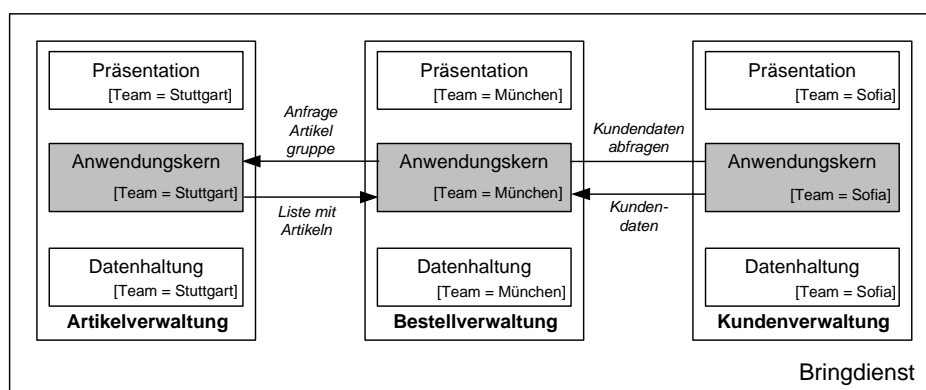 Präsentation
[Team = Stuttgart]
Anwendungskern
[Team = Stuttgart]
Datenhaltung
[Team = Stuttgart]
Artikelverwaltung
Anfrage
Artikel
gruppe
Liste mit
Artikeln
Präsentation
[Team = München]
Anwendungskern
[Team = München]
Datenhaltung
[Team = München]
Bestellverwaltung
Kundendaten
abfragen
Kunden-
daten
Präsentation
[Team = Sofia]
Anwendungskern
[Team = Sofia]
Datenhaltung
[Team = Sofia]
Kundenverwaltung
Bringdienst